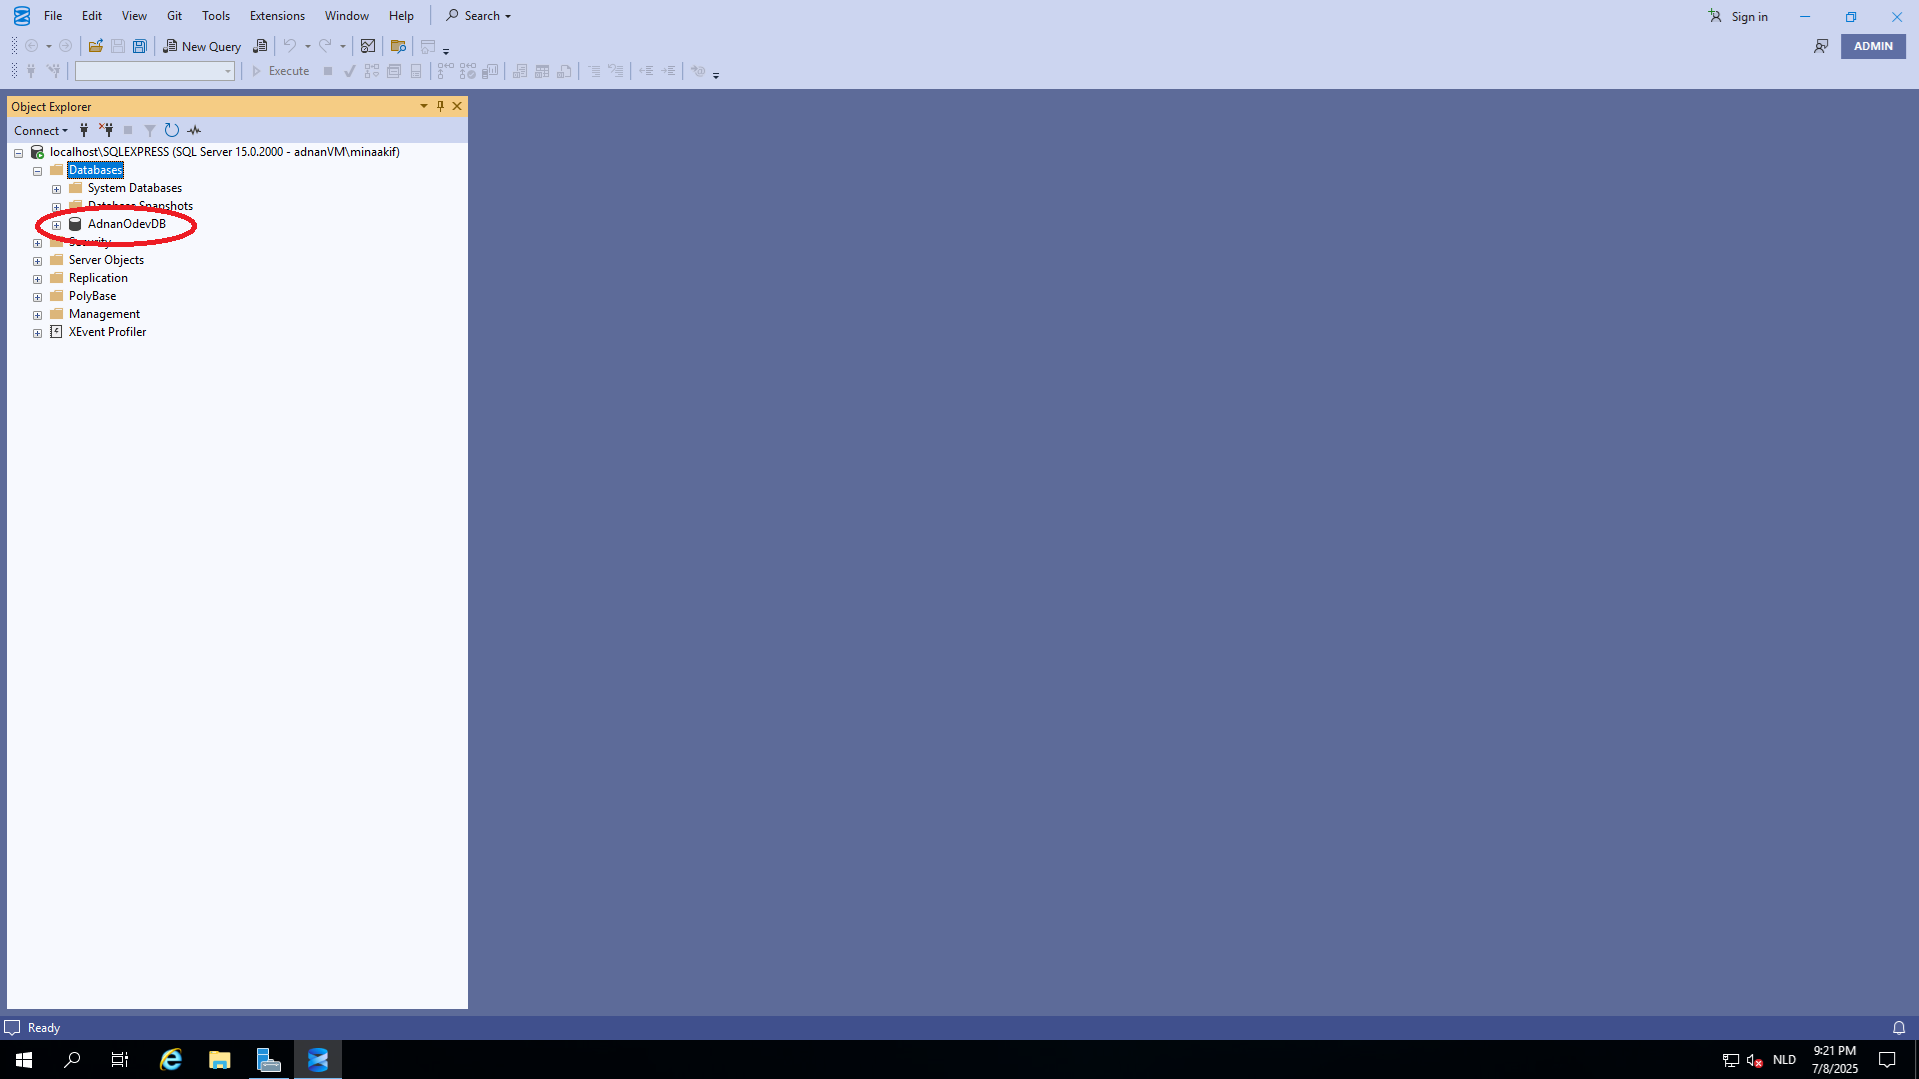 File Edit View Git Tools Extensions Window Help Search Sign in
New Query ADMIN
Execute
Object Explorer
Connect
localhost\SQLEXPRESS (SQL Server 15.0.2000 - adnanVM\minaakif)
Databases
System Databases
Database Snapshots
AdnanOdevDB
Security
Server Objects
Replication
PolyBase
Management
XEvent Profiler
Ready
NLD 9:21 PM
7/8/2025